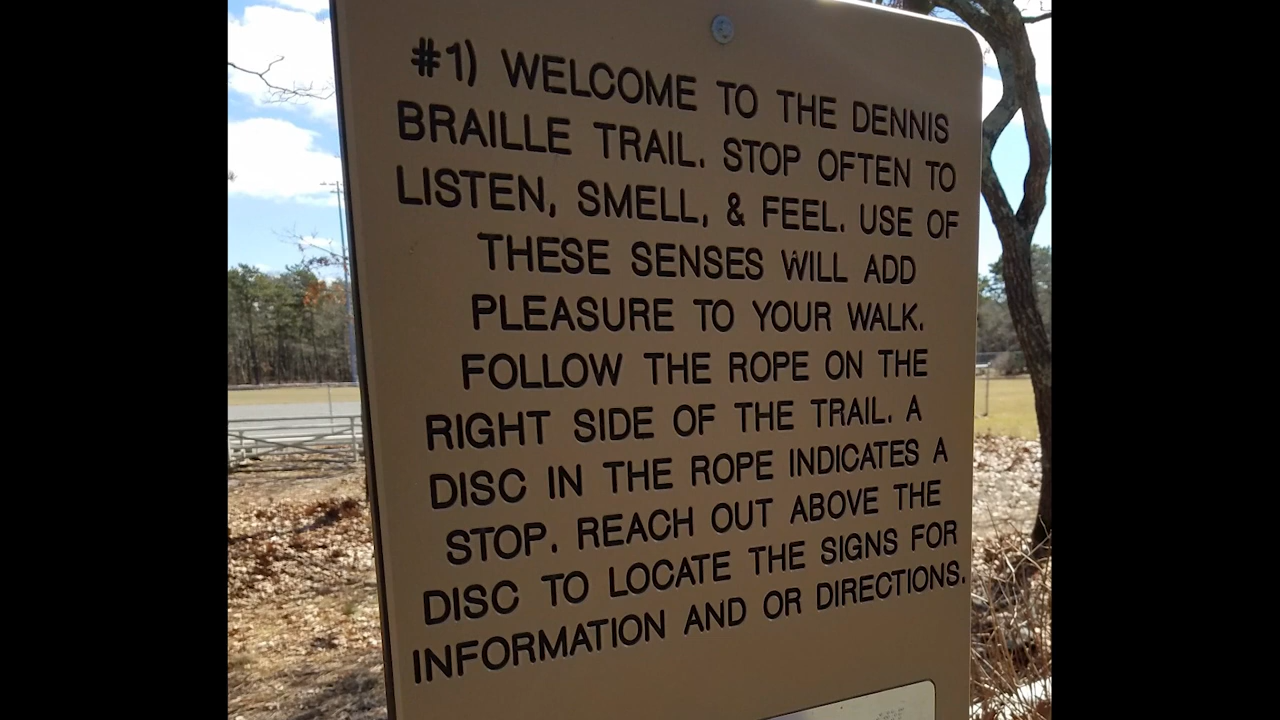 #1) WELCOME TO THE DENNIS
BRAILLE TRAIL. STOP OFTEN TO
LISTEN, SMELL, & FEEL. USE OF
THESE SENSES WILL ADD
PLEASURE TO YOUR WALK.
FOLLOW THE ROPE ON THE
RIGHT SIDE OF THE TRAIL. A
DISC IN THE ROPE INDICATES A
STOP. REACH OUT ABOVE THE
DISC TO LOCATE THE SIGNS FOR
INFORMATION AND OR DIRECTIONS.